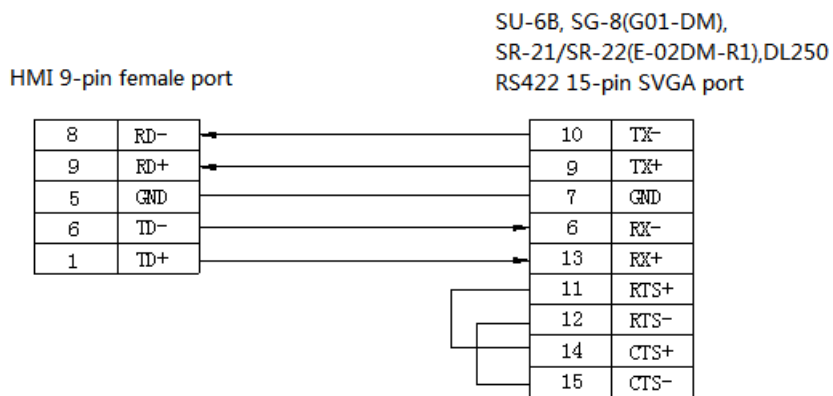 SU-6B, SG-8(G01-DM),
SR-21/SR-22(E-02DM-R1),DL250
HMI 9-pin female port
RS422 15-pin SVGA port
8 RD- 10 TX-
9 RD+ 9 TX+
5 GND 7 GND
6 TD- 6 RX-
1 TD+ 13 RX+
11 RTS+
12 RTS-
14 CTS+
15 CTS-